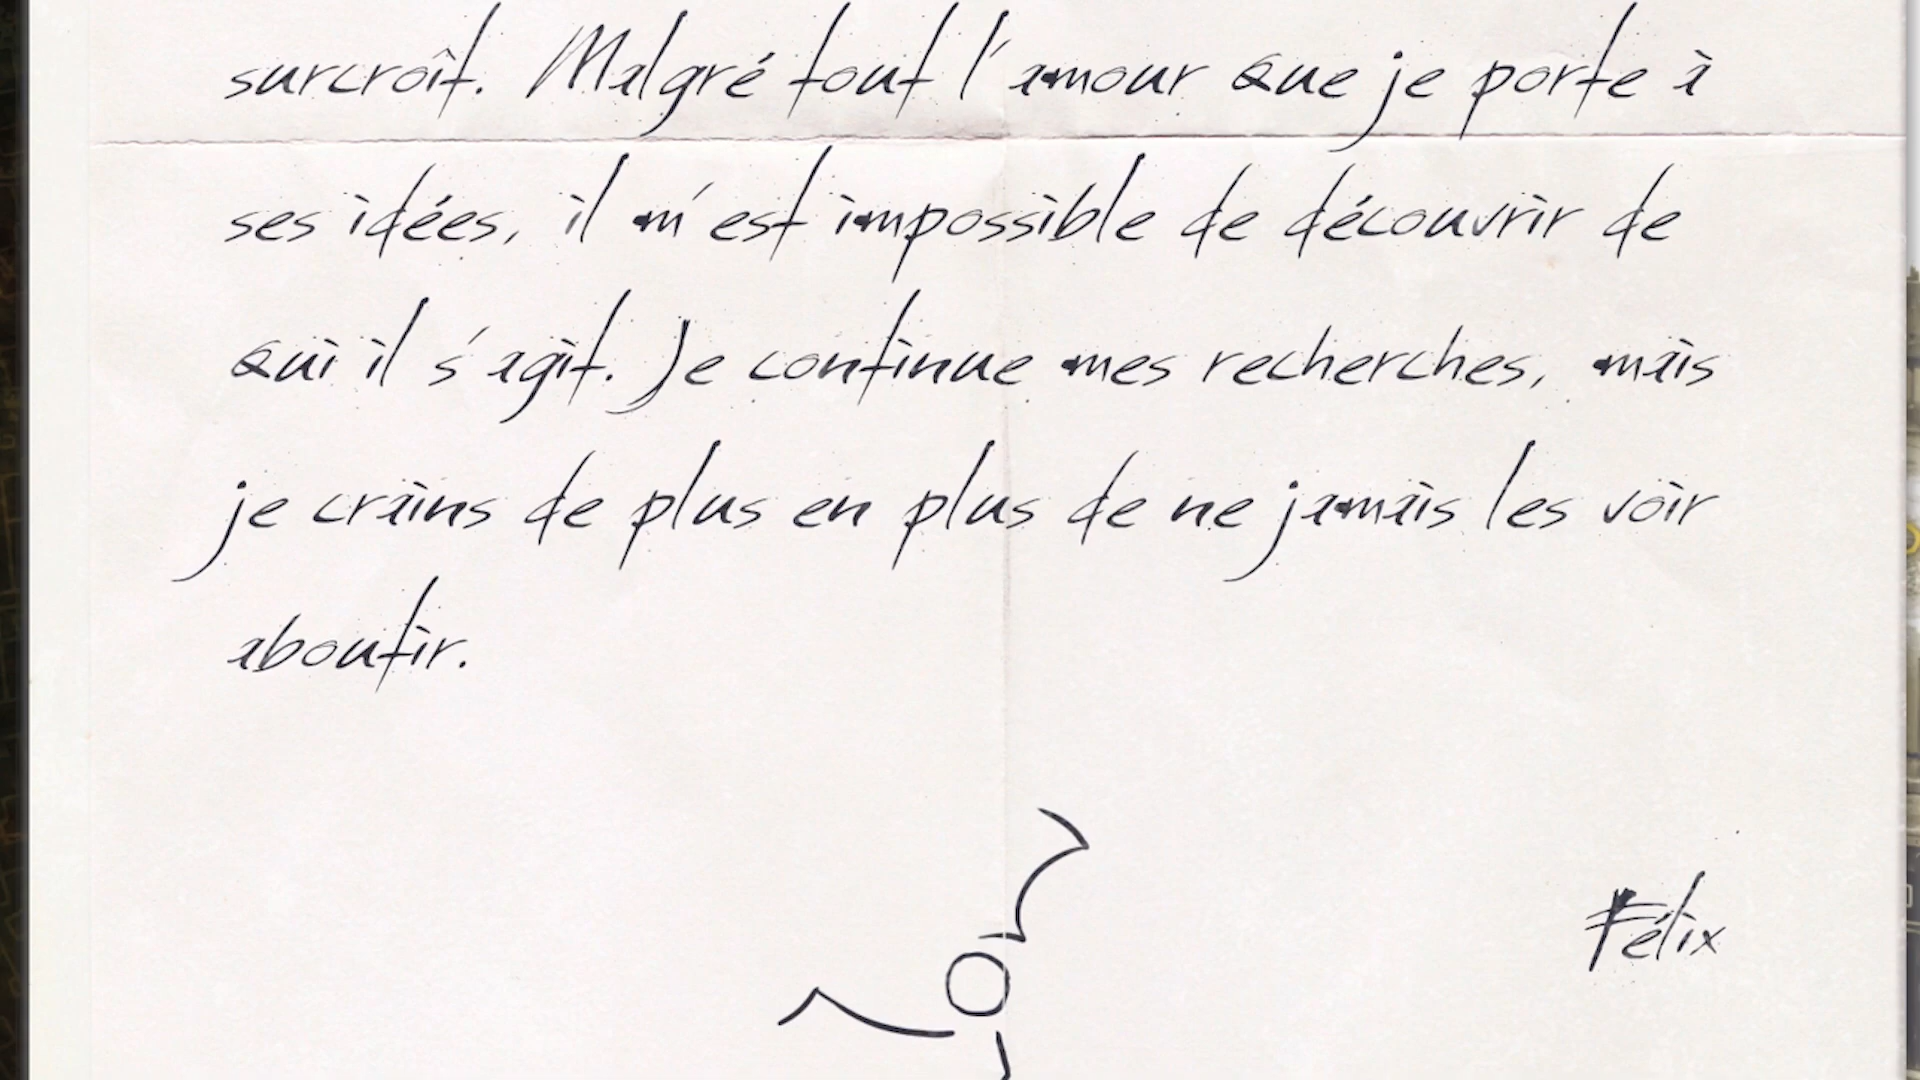 surcroît. Malgré tout l'amour que je porte à
ses idées, il m'est impossible de découvrir de
qui il s'agit. Je continue mes recherches, mais
je crains de plus en plus de ne jamais les voir
aboutir.
Félix